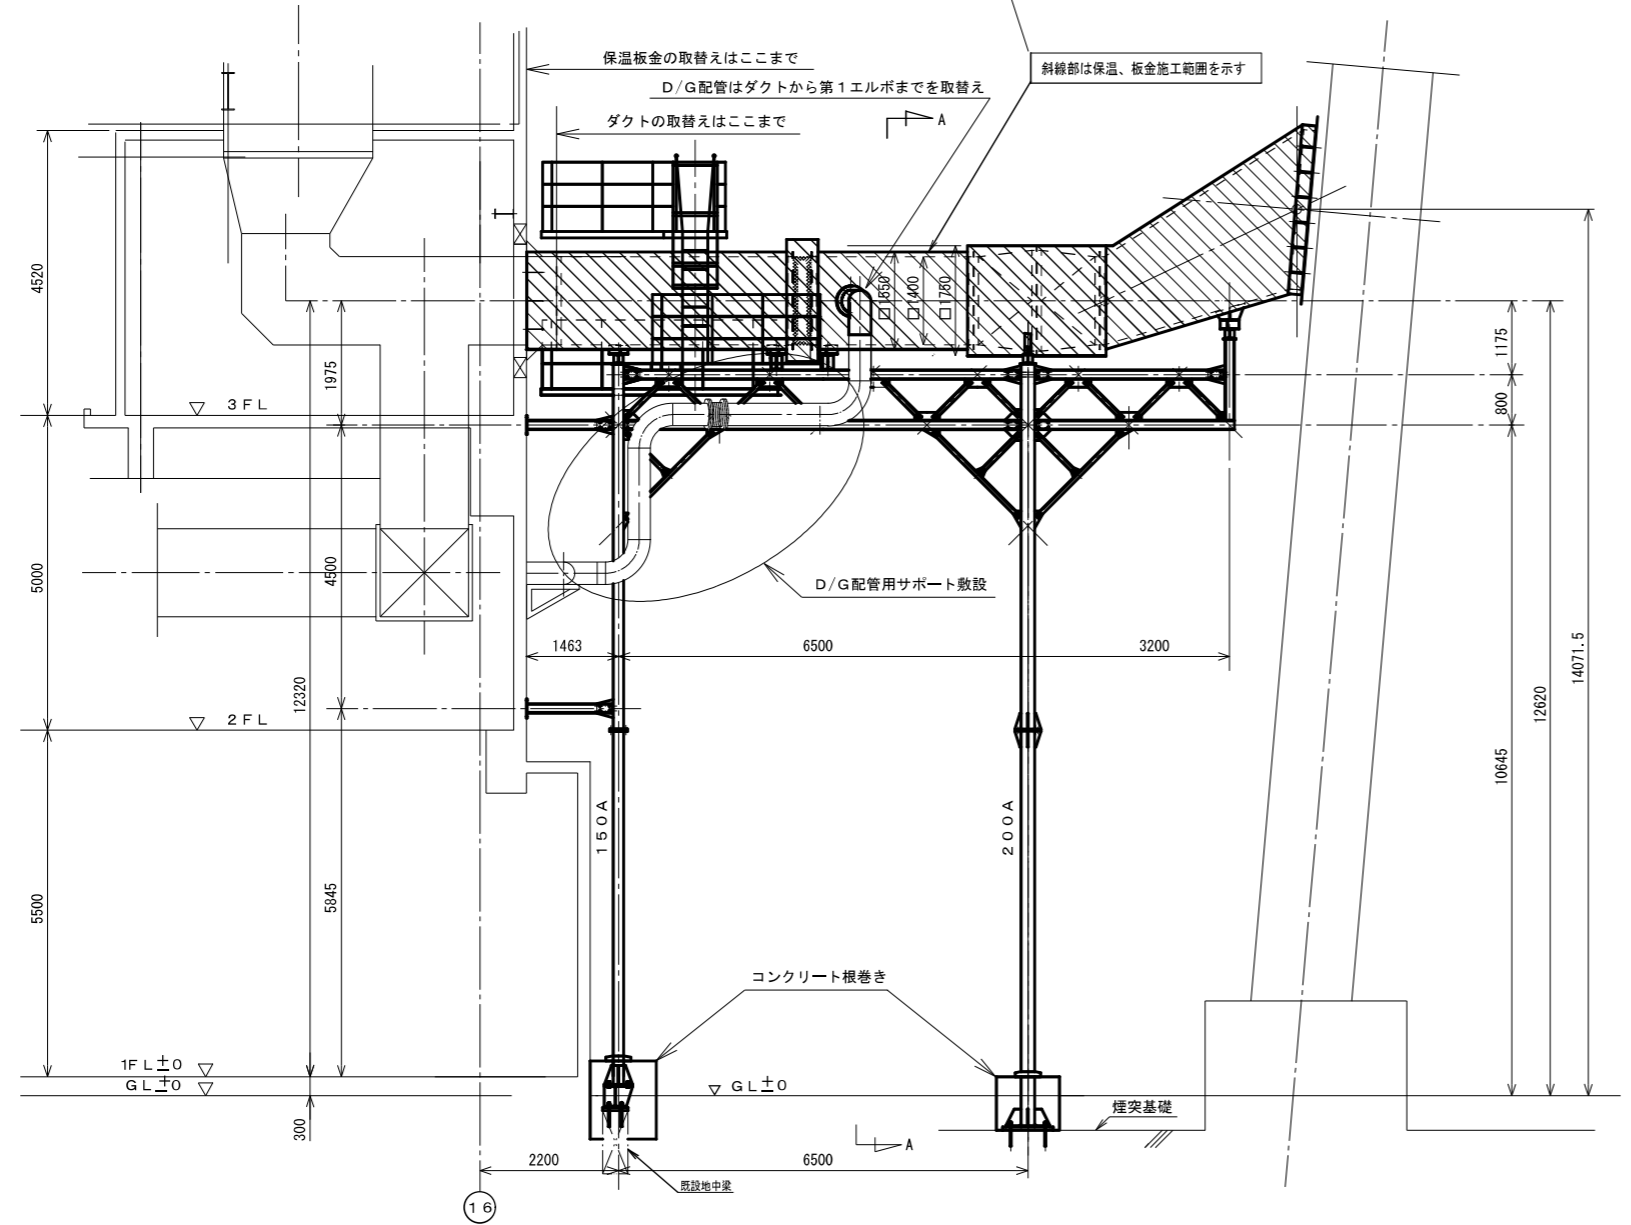 保温板金の取替えはここまで
斜線部は保温、板金施工範囲を示す
D/G配管はダクトから第1エルボまでを取替え
ダクトの取替えはここまで
A
4520
1975
□1550
□1400
□1750
1175
800
3FL
5000
4500
D/G配管用サポート敷設
1463
6500
3200
14071.5
12320
12620
2FL
10645
150A
200A
5500
5845
コンクリート根巻き
1FL±0
GL±0
GL±0
300
煙突基礎
A
2200
6500
既設地中梁
16